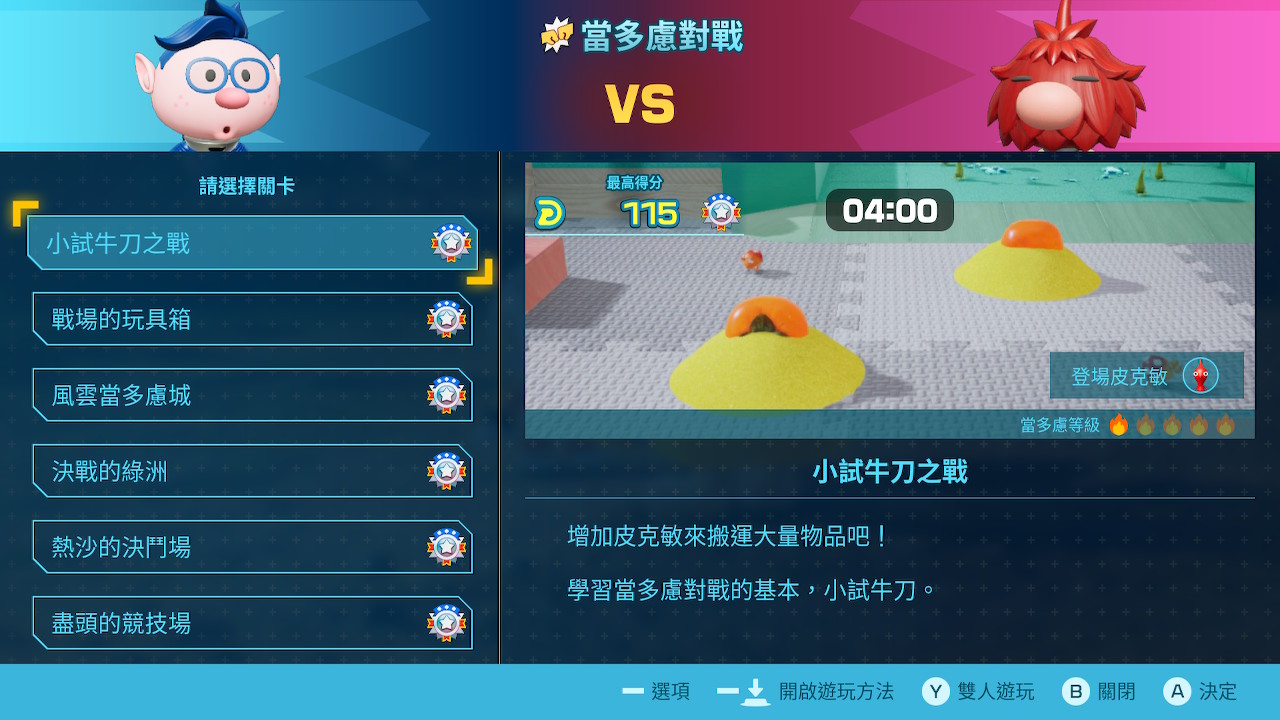 當多慮對戰
VS
請選擇關卡
小試牛刀之戰
戰場的玩具箱
風雲當多慮城
決戰的綠洲
熱沙的決鬥場
盡頭的競技場
最高得分
115
04:00
登場皮克敏
當多慮等級
小試牛刀之戰
增加皮克敏來搬運大量物品吧！
學習當多慮對戰的基本，小試牛刀。
選項
開啟遊玩方法
Y 雙人遊玩
B 關閉
A 決定